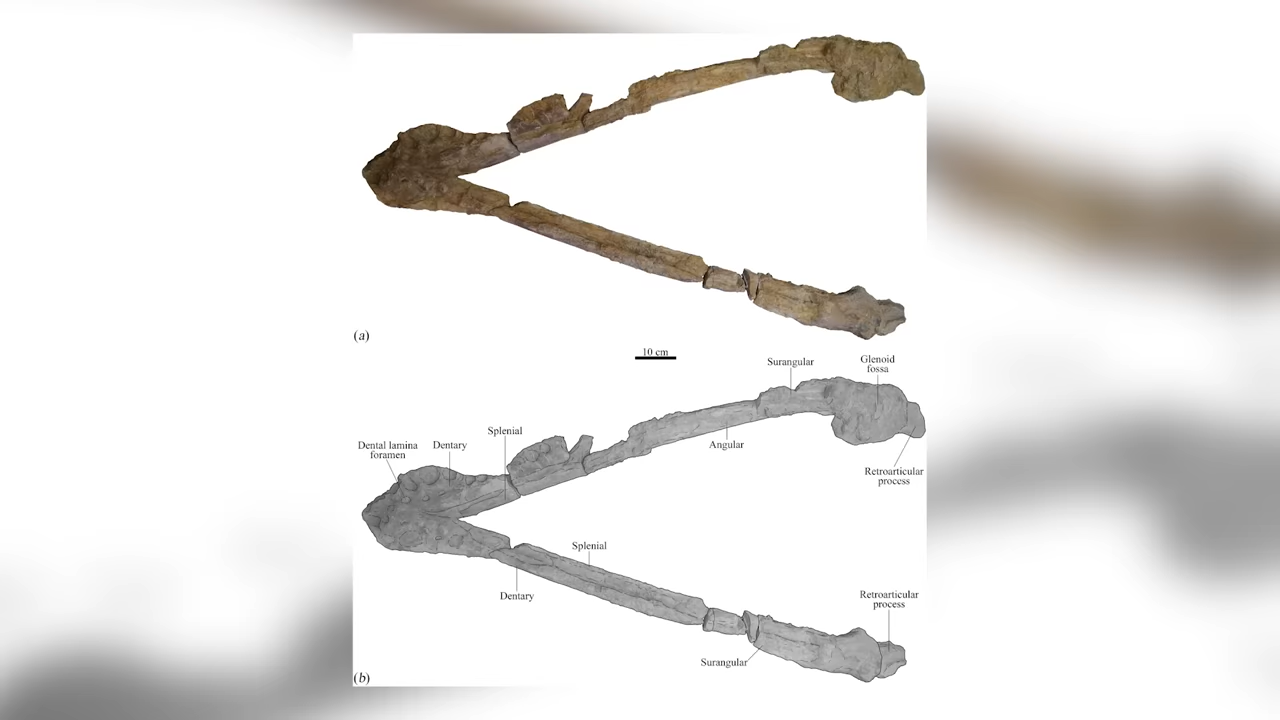 (a)
10 cm
Surangular
Glenoid
fossa
Splenial
Dental lamina
foramen
Dentary
Angular
Retroarticular
process
Splenial
Dentary
Retroarticular
process
Surangular
(b)